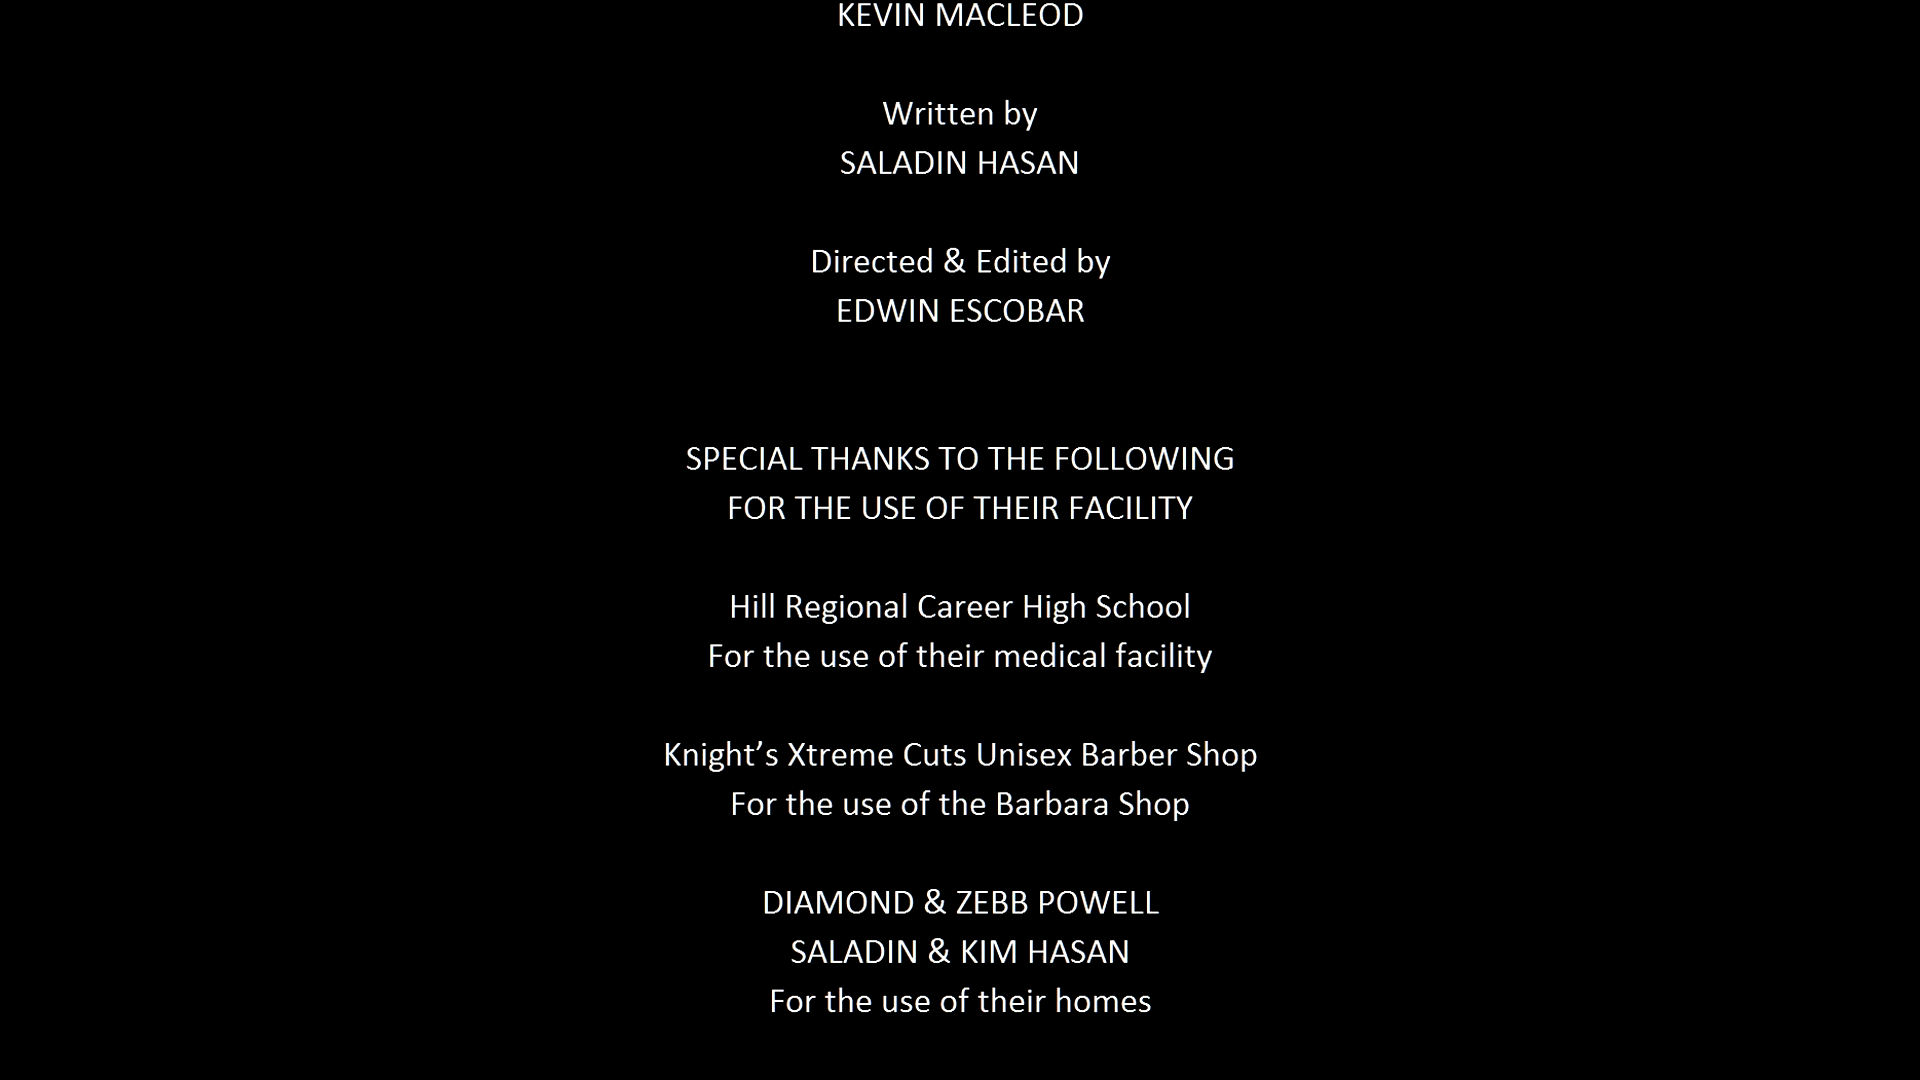 KEVIN MACLEOD
Written by
SALADIN HASAN
Directed & Edited by
EDWIN ESCOBAR
SPECIAL THANKS TO THE FOLLOWING
FOR THE USE OF THEIR FACILITY
Hill Regional Career High School
For the use of their medical facility
Knight’s Xtreme Cuts Unisex Barber Shop
For the use of the Barbara Shop
DIAMOND & ZEBB POWELL
SALADIN & KIM HASAN
For the use of their homes